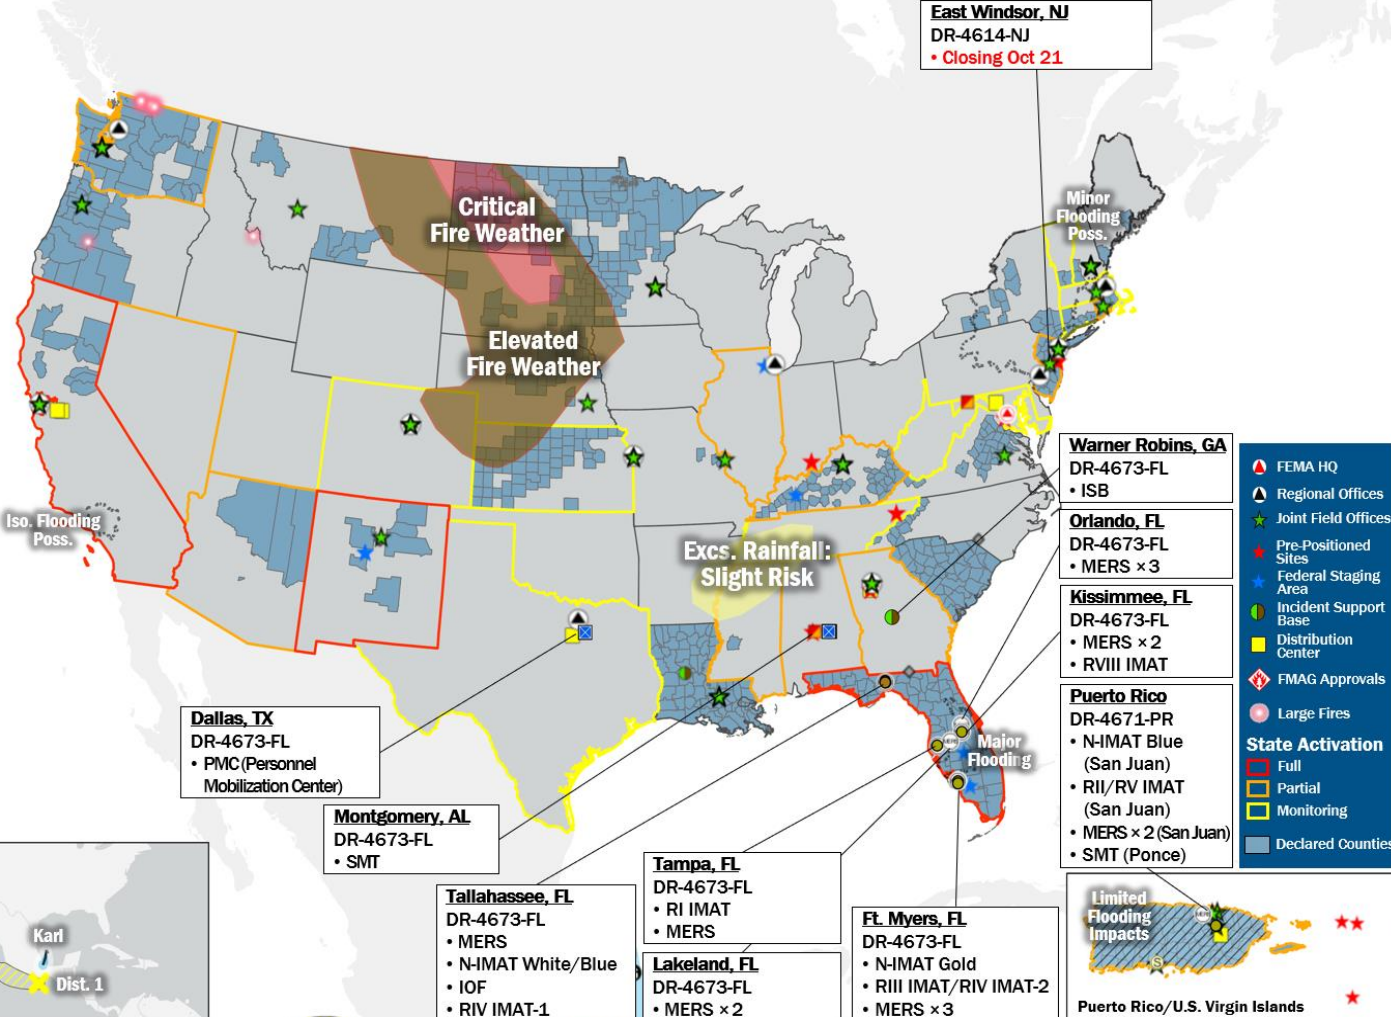 East Windsor, NJ
DR-4614-NJ
• Closing Oct 21
Minor
Flooding
Poss.
Critical
Fire Weather
Elevated
Fire Weather
Iso. Flooding
Poss.
Excs. Rainfall:
Slight Risk
Major
Flooding
Warner Robins, GA
DR-4673-FL
• ISB
Orlando, FL
DR-4673-FL
• MERS × 3
Kissimmee, FL
DR-4673-FL
• MERS × 2
• RVIII IMAT
Puerto Rico
DR-4671-PR
• N-IMAT Blue
(San Juan)
• RII/RV IMAT
(San Juan)
• MERS × 2 (San Juan)
• SMT (Ponce)
FEMA HQ
Regional Offices
Joint Field Offices
Pre-Positioned
Sites
Federal Staging
Area
Incident Support
Base
Distribution
Center
FMAG Approvals
Large Fires
State Activation
Full
Partial
Monitoring
Declared Counties
Dallas, TX
DR-4673-FL
• PMC (Personnel
Mobilization Center)
Montgomery, AL
DR-4673-FL
• SMT
Tallahassee, FL
DR-4673-FL
• MERS
• N-IMAT White/Blue
• IOF
• RIV IMAT-1
Tampa, FL
DR-4673-FL
• RI IMAT
• MERS
Lakeland, FL
DR-4673-FL
• MERS × 2
Ft. Myers, FL
DR-4673-FL
• N-IMAT Gold
• RIII IMAT/RIV IMAT-2
• MERS × 3
Karl
Dist. 1
Limited
Flooding
Impacts
S
Puerto Rico/U.S. Virgin Islands